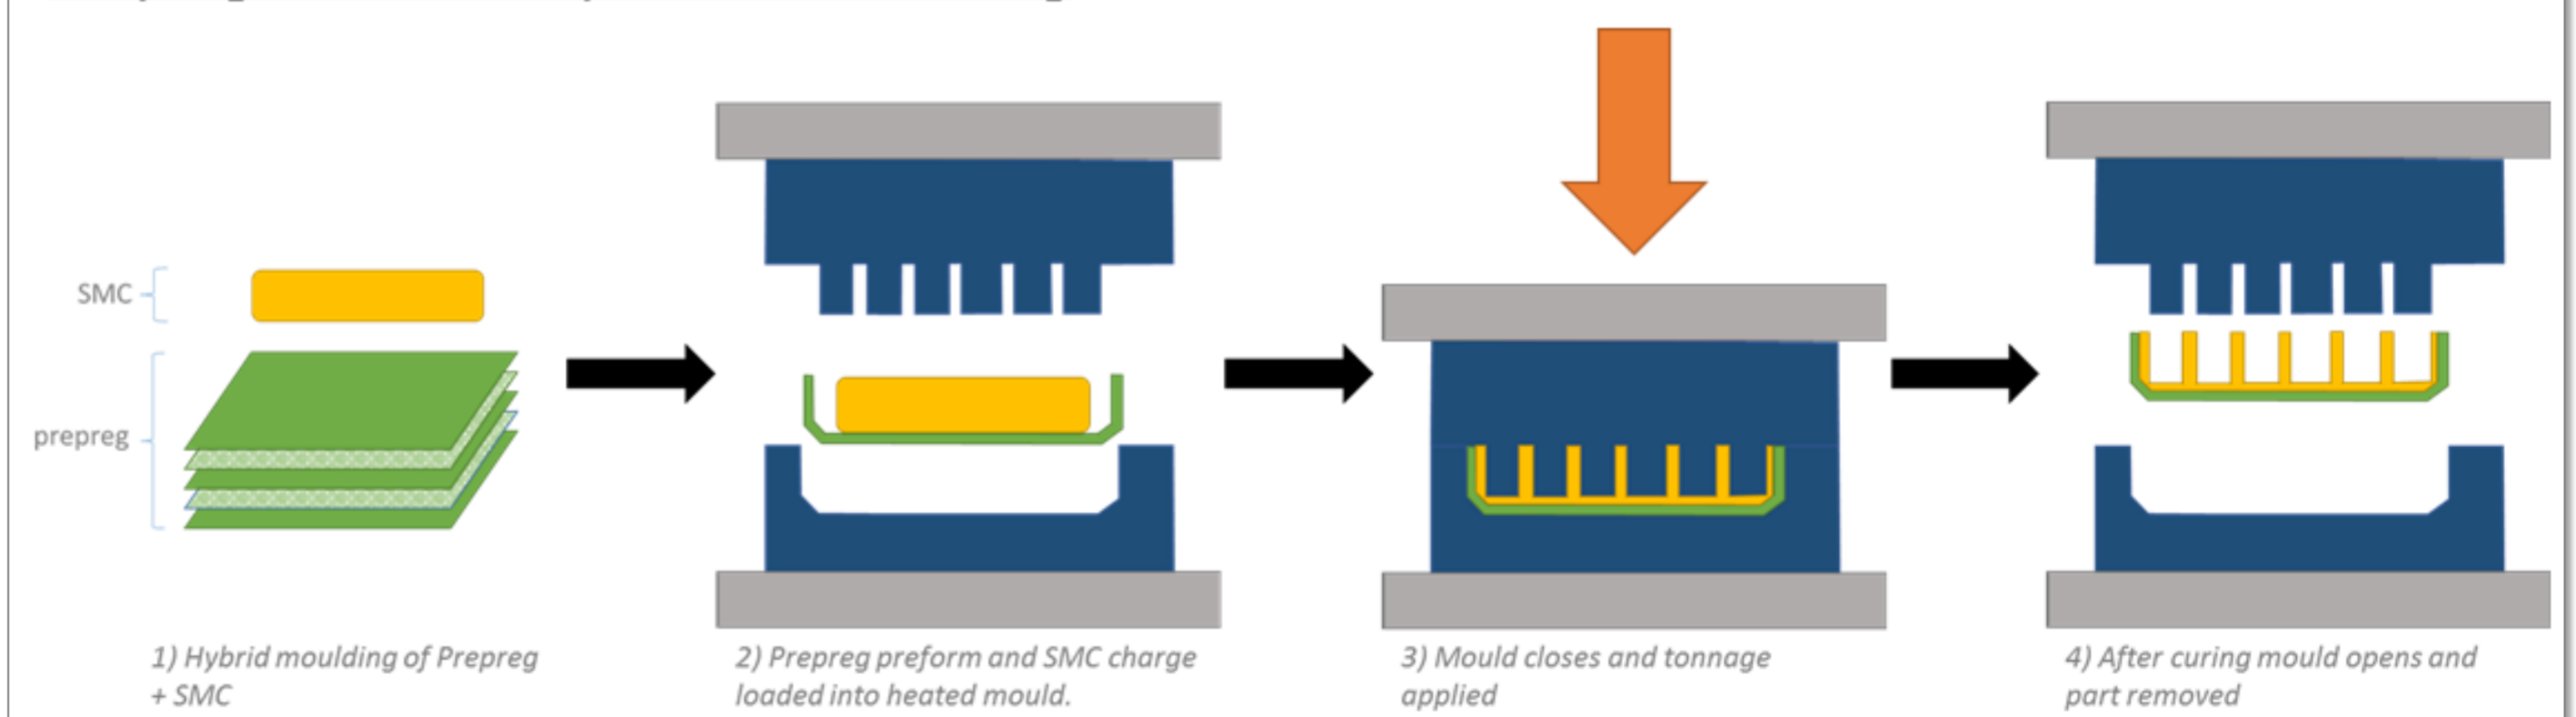 SMC
prepreg
1) Hybrid moulding of Prepreg
+ SMC
2) Prepreg preform and SMC charge
loaded into heated mould.
3) Mould closes and tonnage
applied
4) After curing mould opens and
part removed